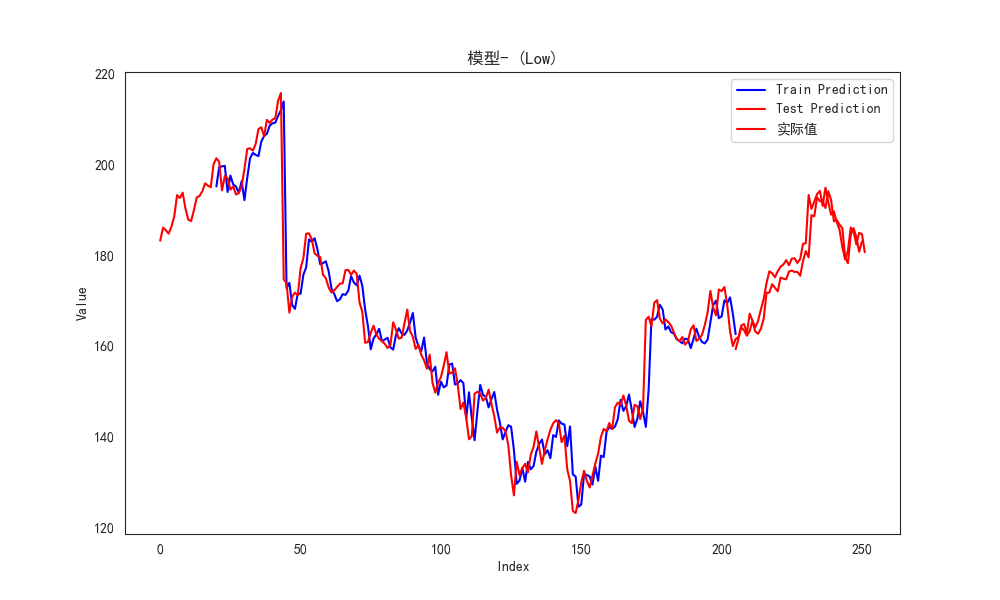 模型- (Low)
220
200
180
160
140
120
Value
0
50
100
150
200
250
Index
Train Prediction
Test Prediction
实际值